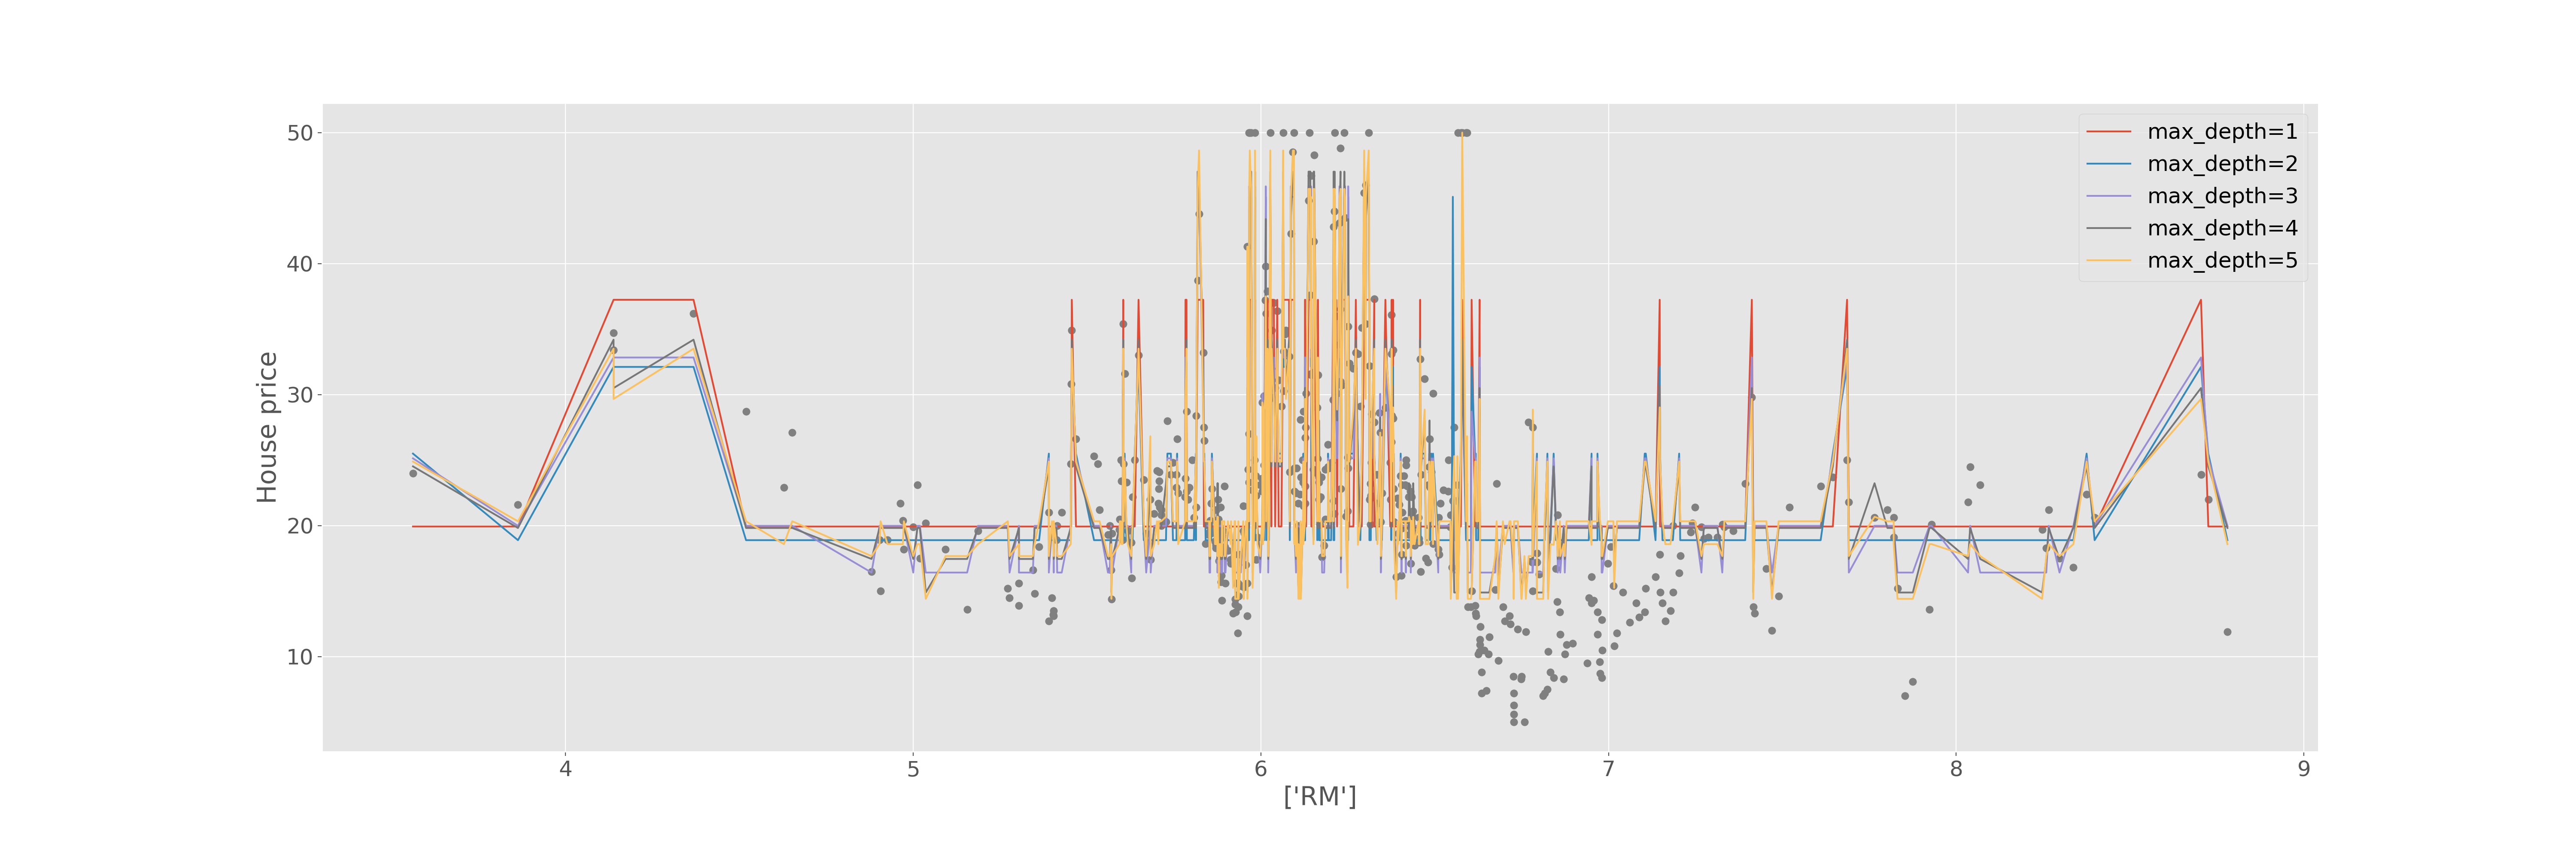 50
40
30
20
10
House price
4 5 6 7 8 9
['RM']
max_depth=1
max_depth=2
max_depth=3
max_depth=4
max_depth=5